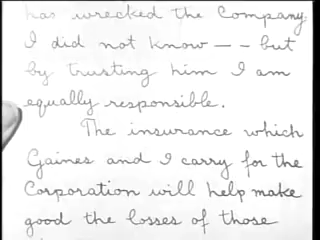 has wrecked the Company.
I did not know -- but
by trusting him I am
equally responsible.
The insurance which
Gaines and I carry for the
Corporation will help make
good the losses of those